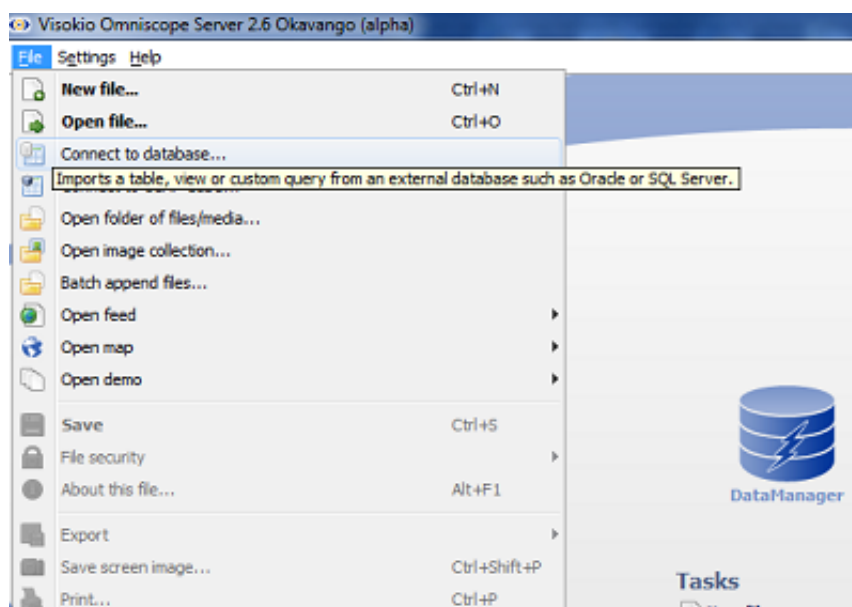 Visokio Omniscope Server 2.6 Okavango (alpha)
File Settings Help
New file... Ctrl+N
Open file... Ctrl+O
Connect to database...
Imports a table, view or custom query from an external database such as Oracle or SQL Server.
Open folder of files/media...
Open image collection...
Batch append files...
Open feed
Open map
Open demo
Save Ctrl+S
File security
About this file... Alt+F1
DataManager
Export
Save screen image... Ctrl+Shift+P
Tasks
Print... Ctrl+P